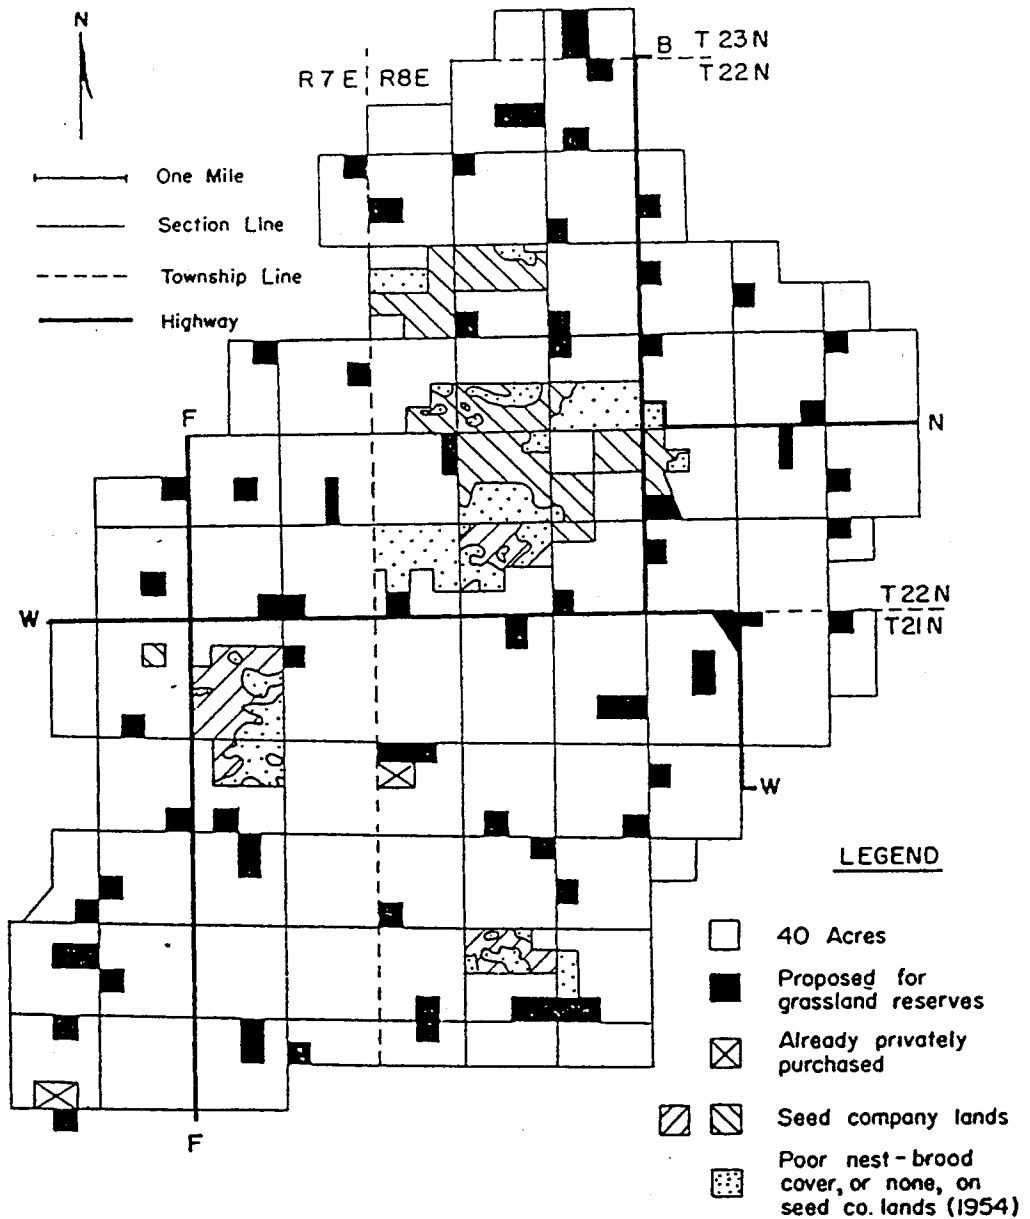 N
B T 23 N
T 22 N
R 7 E R 8 E
One Mile
Section Line
Township Line
Highway
F
N
W
T 22 N
T 21 N
W
F
LEGEND
40 Acres
Proposed for
grassland reserves
Already privately
purchased
Seed company lands
Poor nest-brood
cover, or none, on
seed co. lands (1954)